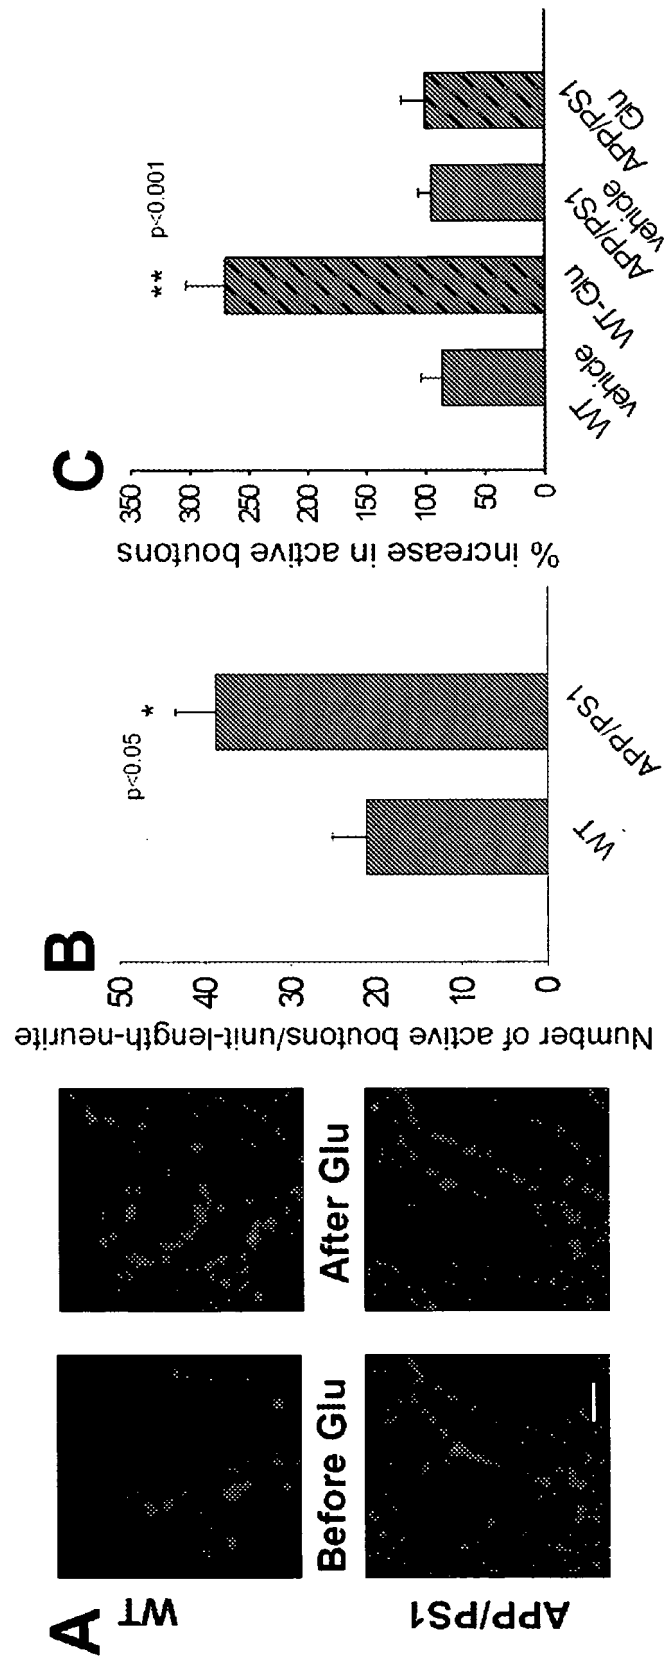 A
WT
Before Glu
After Glu
APP/PS1
B
Number of active boutons/unit-length-neurite
50
40
30
20
10
0
p<0.05
*
WT
APP/PS1
C
% increase in active boutons
350
300
250
200
150
100
50
0
**
p<0.001
WT
vehicle
WT-Glu
APP/PS1
vehicle
APP/PS1
Glu